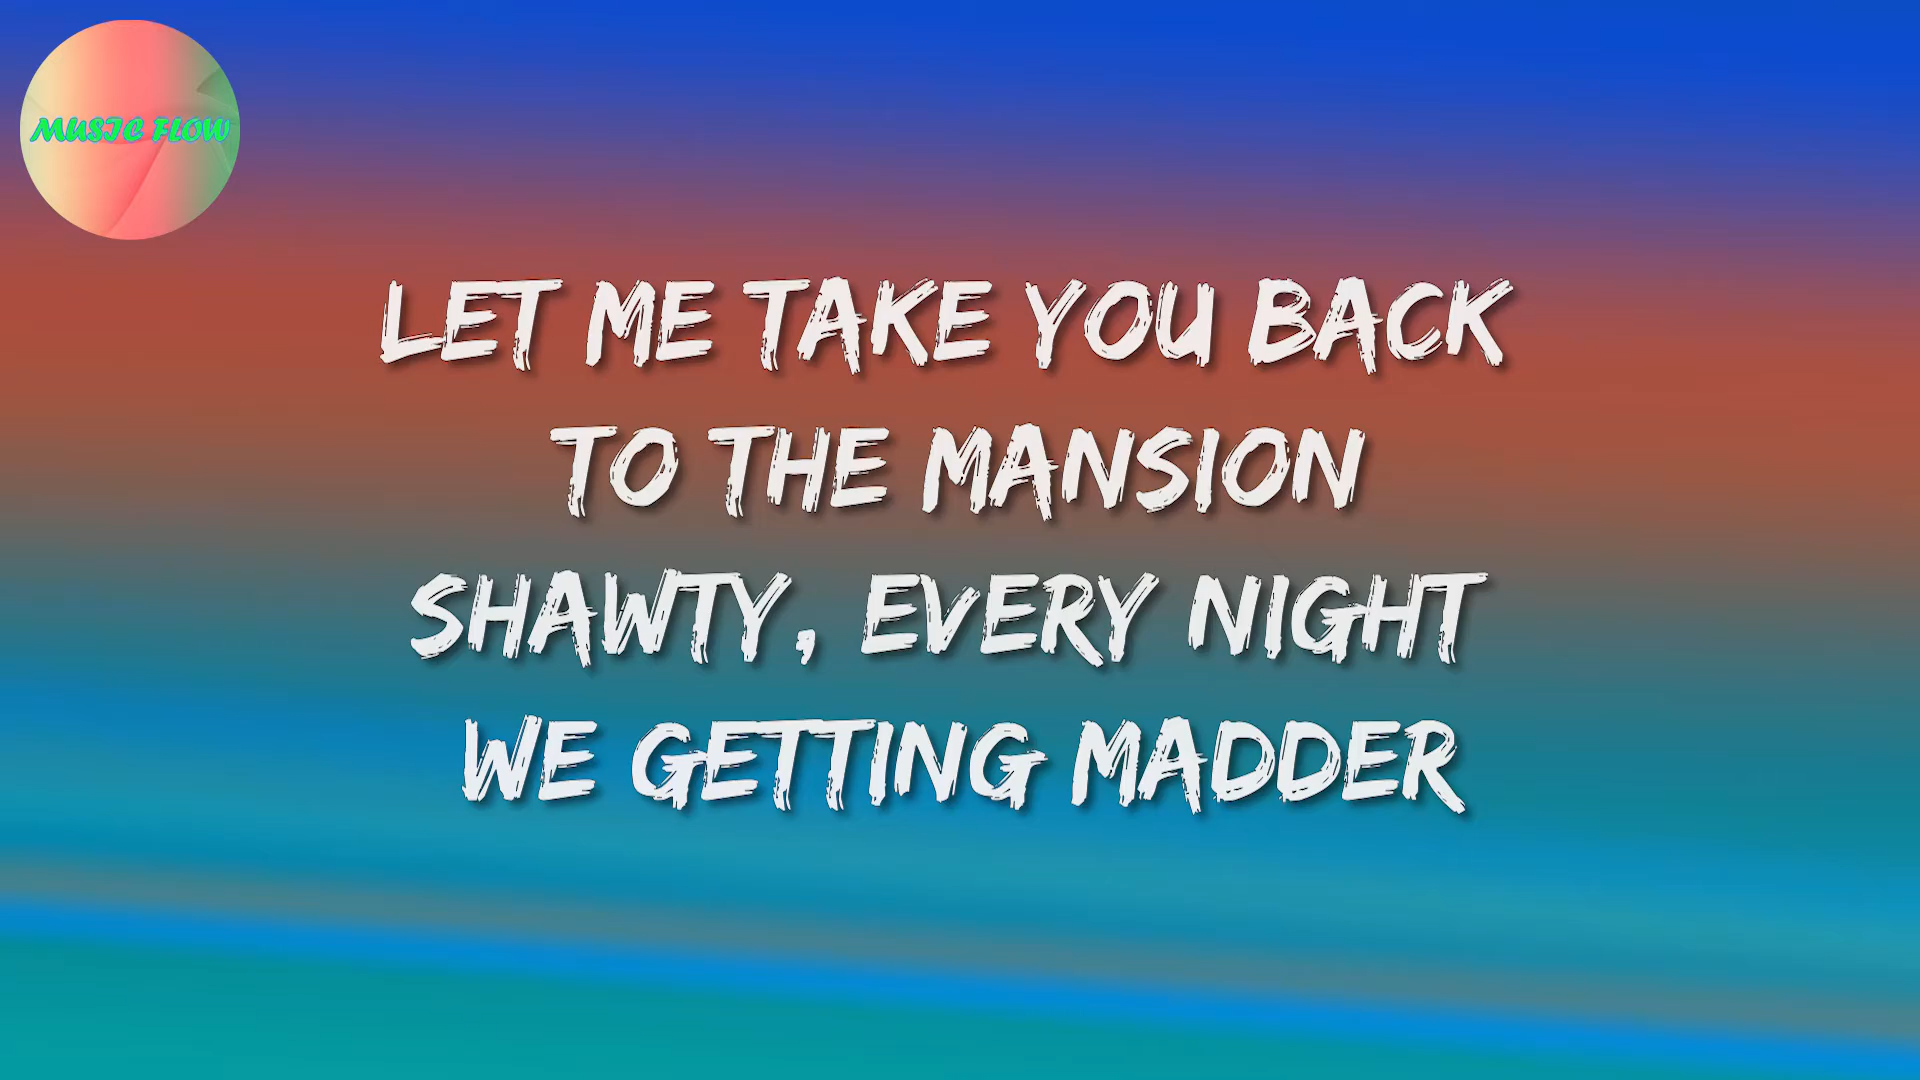 MUSIC FLOW
LET ME TAKE YOU BACK
TO THE MANSION
SHAWTY, EVERY NIGHT
WE GETTING MADDER